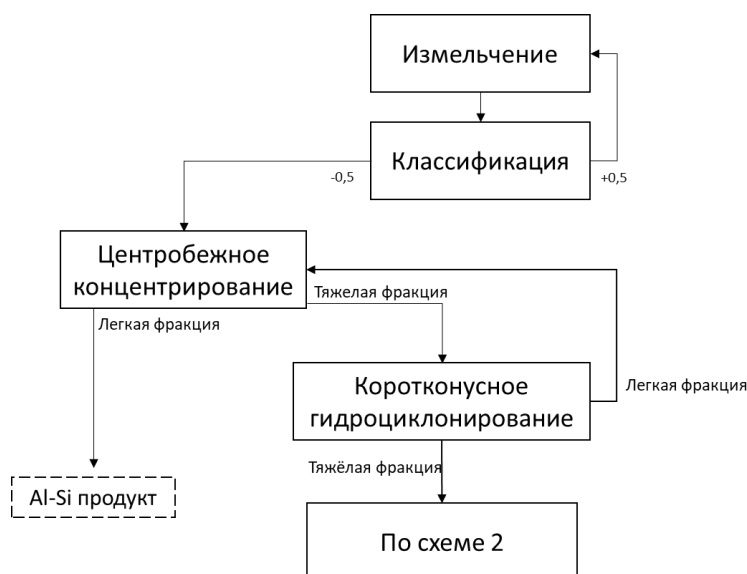 Измельчение
Классификация
-0,5
+0,5
Центробежное
концентрирование
Тяжелая фракция
Легкая фракция
Коротконусное
гидроциклонирование
Легкая фракция
Тяжёлая фракция
Al-Si продукт
По схеме 2